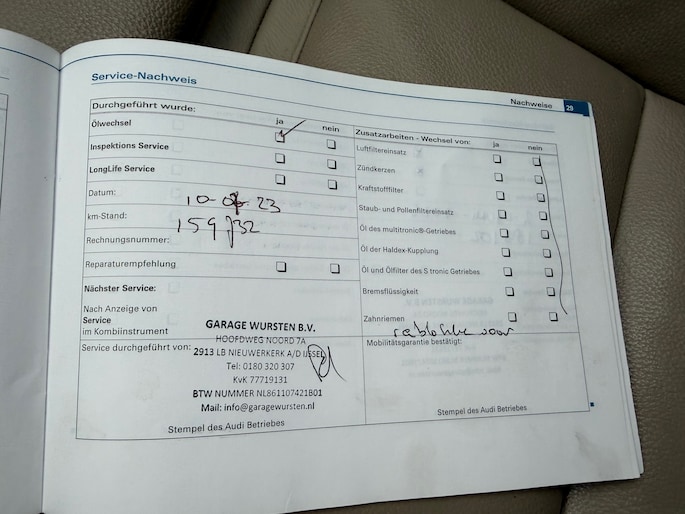 Service-Nachweis
Nachweise 29
Durchgeführt wurde:
ja nein
Ölwechsel
Inspektions Service
LongLife Service
Datum: 10-0 23
km-Stand: 159732
Rechnungsnummer:
Reparaturempfehlung
Nächster Service:
Nach Anzeige von
Service
im Kombiinstrument
Service durchgeführt von:
GARAGE WURSTEN B.V.
HOOFDWEG NOORD 7A
2913 LB NIEUWERKERK A/D IJSSEL
Tel: 0180 320 307
KvK 77719131
BTW NUMMER NL861107421B01
Mail: info@garagewursten.nl
Stempel des Audi Betriebes
Zusatzarbeiten - Wechsel von: ja nein
Luftfiltereinsatz
Zündkerzen
Kraftstofffilter
Staub- und Pollenfiltereinsatz
Öl des multitronic®-Getriebes
Öl der Haldex-Kupplung
Öl und Ölfilter des S tronic Getriebes
Bremsflüssigkeit
Zahnriemen
voor
Mobilitätsgarantie bestätigt:
Stempel des Audi Betriebes